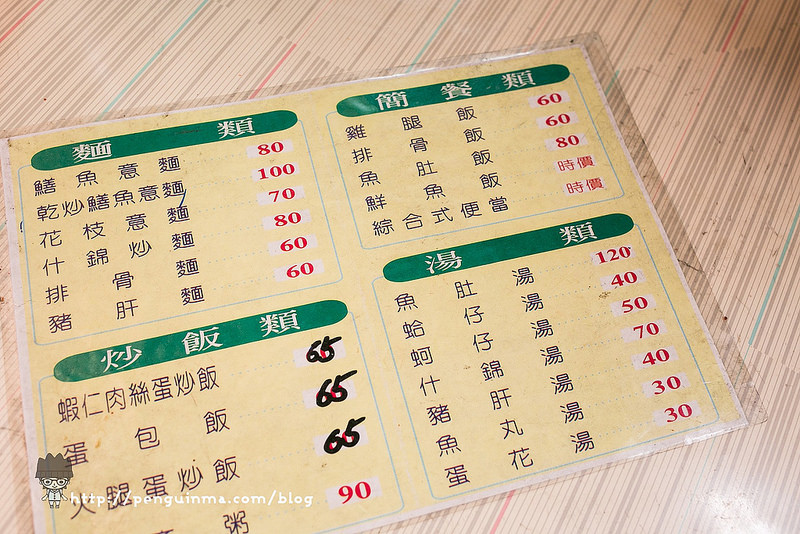 麵類
鱔魚意麵 80
乾炒鱔魚意麵 100
花枝意麵 70
什錦炒麵 80
排骨麵 60
豬肝麵 60
炒飯類
蝦仁肉絲蛋炒飯 65
蛋包飯 65
火腿蛋炒飯 65
粥 90
簡餐類
雞腿飯 60
排骨飯 60
魚肚飯 80
鮮魚飯 時價
綜合式便當 時價
湯類
魚肚湯 120
蛤仔湯 40
蚵仔湯 50
什錦湯 70
豬肝湯 40
魚丸湯 30
蛋花湯 30
http://penguinma.com/blog